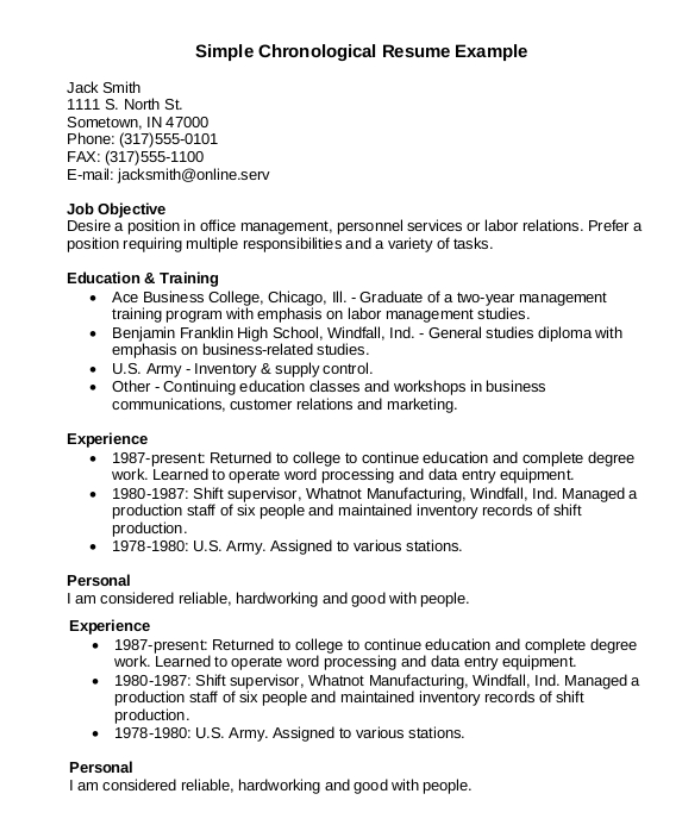 Simple Chronological Resume Example
Jack Smith
1111 S. North St.
Sometown, IN 47000
Phone: (317)555-0101
FAX: (317)555-1100
E-mail: jacksmith@online.serv
Job Objective
Desire a position in office management, personnel services or labor relations. Prefer a
position requiring multiple responsibilities and a variety of tasks.
Education & Training
• Ace Business College, Chicago, Ill. - Graduate of a two-year management
training program with emphasis on labor management studies.
• Benjamin Franklin High School, Windfall, Ind. - General studies diploma with
emphasis on business-related studies.
• U.S. Army - Inventory & supply control.
• Other - Continuing education classes and workshops in business
communications, customer relations and marketing.
Experience
• 1987-present: Returned to college to continue education and complete degree
work. Learned to operate word processing and data entry equipment.
• 1980-1987: Shift supervisor, Whatnot Manufacturing, Windfall, Ind. Managed a
production staff of six people and maintained inventory records of shift
production.
• 1978-1980: U.S. Army. Assigned to various stations.
Personal
I am considered reliable, hardworking and good with people.
Experience
• 1987-present: Returned to college to continue education and complete degree
work. Learned to operate word processing and data entry equipment.
• 1980-1987: Shift supervisor, Whatnot Manufacturing, Windfall, Ind. Managed a
production staff of six people and maintained inventory records of shift
production.
• 1978-1980: U.S. Army. Assigned to various stations.
Personal
I am considered reliable, hardworking and good with people.